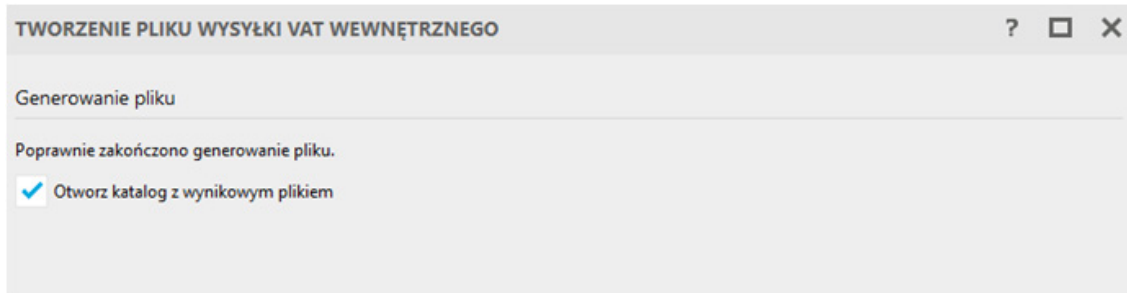 TWORZENIE PLIKU WYSYŁKI VAT WEWNĘTRZNEGO ?
Generowanie pliku
Poprawnie zakończono generowanie pliku.
Otworz katalog z wynikowym plikiem